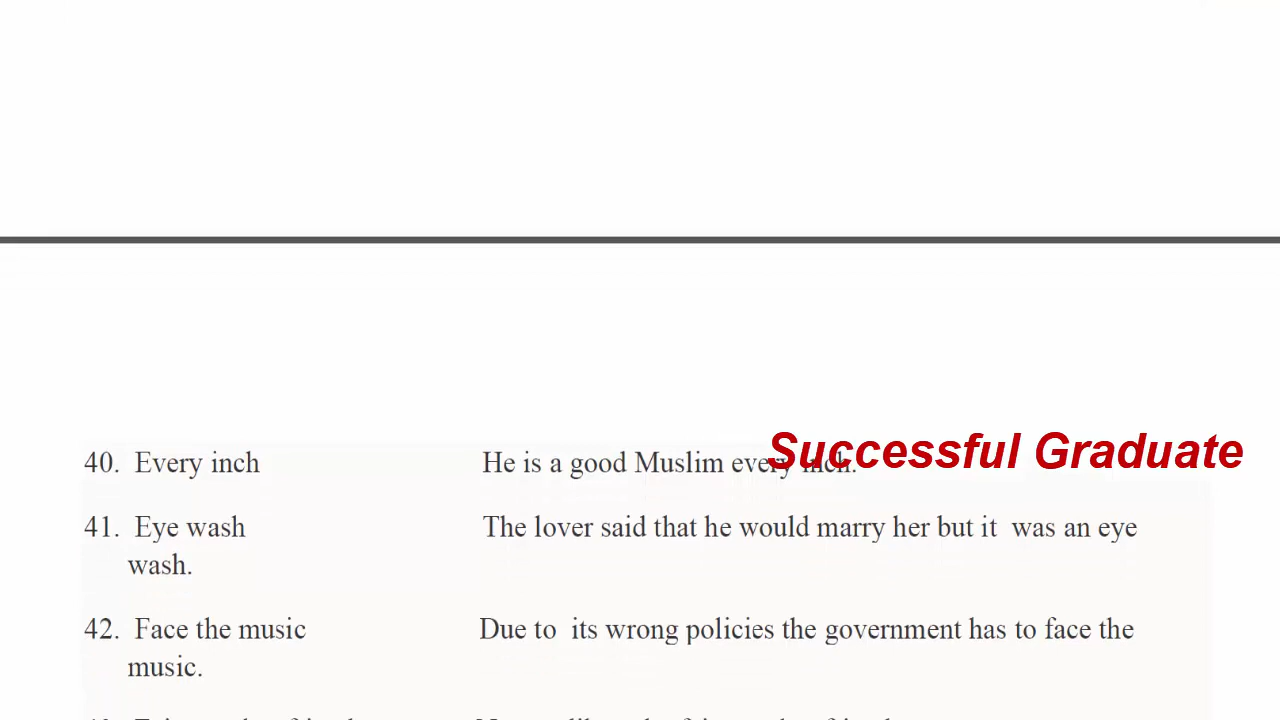 Successful Graduate
40. Every inch He is a good Muslim every inch.
41. Eye wash The lover said that he would marry her but it was an eye
wash.
42. Face the music Due to its wrong policies the government has to face the
music.